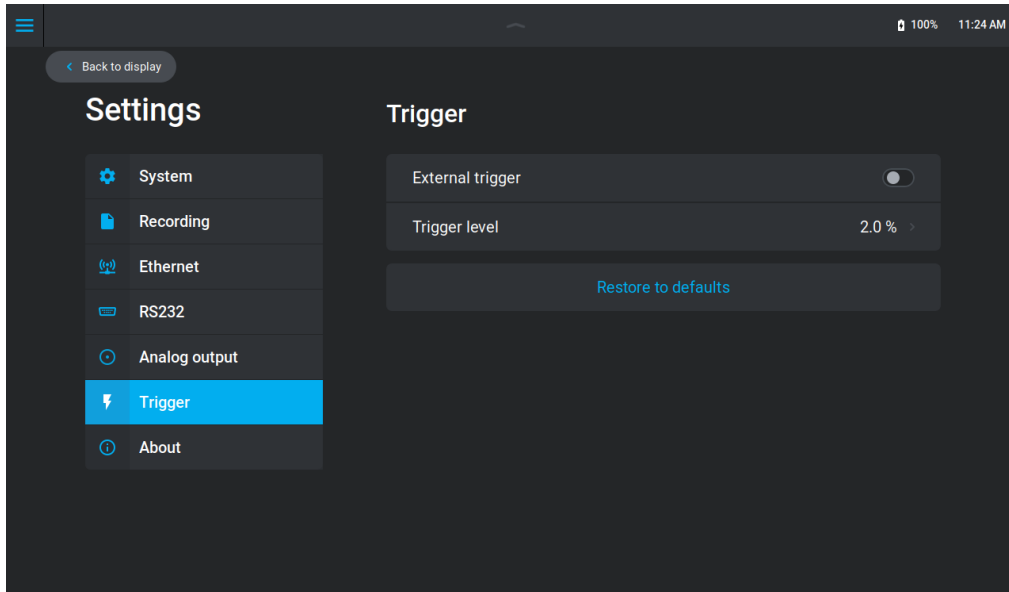 100% 11:24 AM
Back to display
Settings
System
Recording
Ethernet
RS232
Analog output
Trigger
About
Trigger
External trigger
Trigger level 2.0 %
Restore to defaults